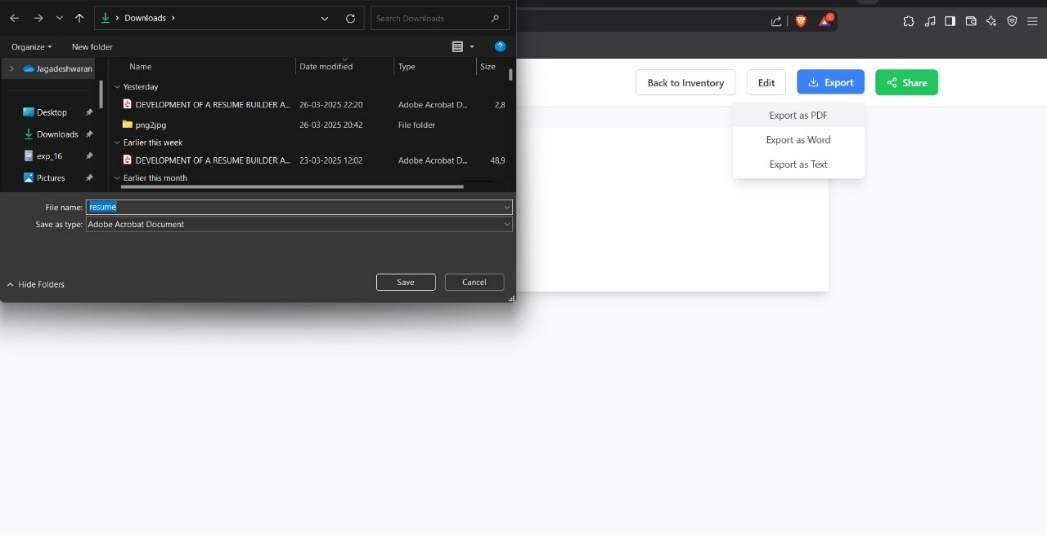 Downloads
Search Downloads
Organize
New folder
Name Date modified Type Size
Jagadeshwaran
Yesterday
DEVELOPMENT OF A RESUME BUILDER A... 26-03-2025 22:20 Adobe Acrobat D... 2,8
png2jpg 26-03-2025 20:42 File folder
Earlier this week
DEVELOPMENT OF A RESUME BUILDER A... 23-03-2025 12:02 Adobe Acrobat D... 48,9
Earlier this month
Desktop
Downloads
exp_16
Pictures
File name: resume
Save as type: Adobe Acrobat Document
Hide Folders
Save
Cancel
Back to Inventory
Edit
Export
Share
Export as PDF
Export as Word
Export as Text